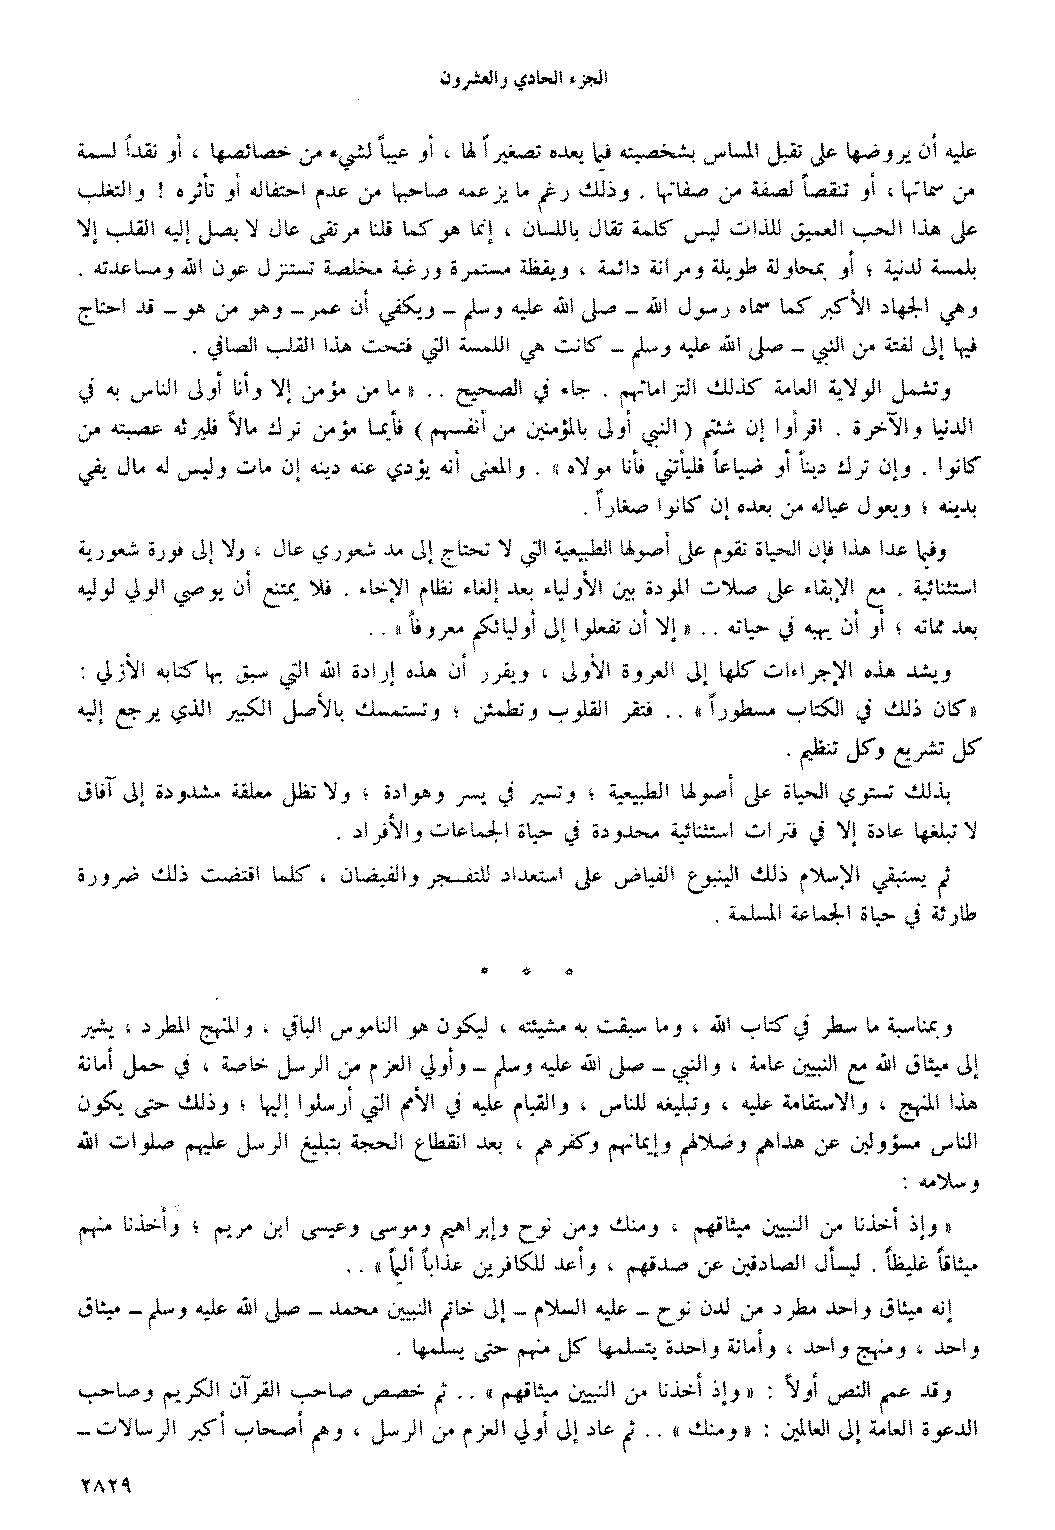 الجزء الحادي والعشرون
عليه أن يروضها على تقبل المساس بشخصيته فيما يعده تصغيراً لها ، أو عيباً لشيء من خصائصها ، أو نقداً لسمة
من سماتها ، أو تنقصاً لصفة من صفاتها . وذلك رغم ما يزعمه صاحبها من عدم احتفاله أو تأثره ! والتغلب
على هذا الحب العميق للذات ليس كلمة تقال باللسان ، إنما هو كما قلنا مرتقى عال لا يصل إليه القلب إلا
بلمسة لدنية ؛ أو بمحاولة طويلة ومرانة دائمة ، ويقظة مستمرة ورغبة مخلصة تستنزل عون الله ومساعدته .
وهي الجهاد الأكبر كما سماه رسول الله – صلى الله عليه وسلم – ويكفي أن عمر – وهو من هو – قد احتاج
فيها إلى لفتة من النبي – صلى الله عليه وسلم – كانت هي اللمسة التي فتحت هذا القلب الصافي .
وتشمل الولاية العامة كذلك التزاماتهم . جاء في الصحيح .. « ما من مؤمن إلا وأنا أولى الناس به في
الدنيا والآخرة . اقرأوا إن شئتم ( النبي أولى بالمؤمنين من أنفسهم ) فأيما مؤمن ترك مالاً فليرثه عصبته من
كانوا . وإن ترك ديناً أو ضياعاً فليأتني فأنا مولاه » . والمعنى أنه يؤدي عنه دينه إن مات وليس له مال يفي
بدينه ؛ ويعول عياله من بعده إن كانوا صغاراً .
وفيما عدا هذا فإن الحياة تقوم على أصولها الطبيعية التي لا تحتاج إلى مد شعوري عال ، ولا إلى فورة شعورية
استثنائية . مع الإبقاء على صلات المودة بين الأولياء بعد إلغاء نظام الإخاء . فلا يمتنع أن يوصي الولي لوليه
بعد مماته ؛ أو أن يهبه في حياته .. « إلا أن تفعلوا إلى أوليائكم معروفاً » ..
ويشد هذه الإجراءات كلها إلى العروة الأولى ، ويقرر أن هذه إرادة الله التي سبق بها كتابه الأزلي :
« كان ذلك في الكتاب مسطوراً » .. فتقر القلوب وتطمئن ؛ وتستمسك بالأصل الكبير الذي يرجع إليه
كل تشريع وكل تنظيم .
بذلك تستوي الحياة على أصولها الطبيعية ؛ وتسير في يسر وهوادة ؛ ولا تظل معلقة مشدودة إلى آفاق
لا تبلغها عادة إلا في فترات استثنائية محدودة في حياة الجماعات والأفراد .
ثم يستبقي الإسلام ذلك الينبوع الفياض على استعداد للتفجر والفيضان ، كلما اقتضت ذلك ضرورة
طارئة في حياة الجماعة المسلمة .
* * *
وبمناسبة ما سطر في كتاب الله ، وما سبقت به مشيئته ، ليكون هو الناموس الباقي ، والمنهج المطرد ، يشير
إلى ميثاق الله مع النبيين عامة ، والنبي – صلى الله عليه وسلم – وأولي العزم من الرسل خاصة ، في حمل أمانة
هذا المنهج ، والاستقامة عليه ، وتبليغه للناس ، والقيام عليه في الأمم التي أرسلوا إليها ؛ وذلك حتى يكون
الناس مسؤولين عن هداهم وضلالهم وإيمانهم وكفرهم ، بعد انقطاع الحجة بتبليغ الرسل عليهم صلوات الله
وسلامه :
« وإذ أخذنا من النبيين ميثاقهم ، ومنك ومن نوح وإبراهيم وموسى وعيسى ابن مريم ؛ وأخذنا منهم
ميثاقاً غليظاً . ليسأل الصادقين عن صدقهم ، وأعد للكافرين عذاباً أليماً » ..
إنه ميثاق واحد مطرد من لدن نوح – عليه السلام – إلى خاتم النبيين محمد – صلى الله عليه وسلم – ميثاق
واحد ، ومنهج واحد ، وأمانة واحدة يتسلمها كل منهم حتى يسلمها .
وقد عمم النص أولاً : « وإذ أخذنا من النبيين ميثاقهم » .. ثم خصص صاحب القرآن الكريم وصاحب
الدعوة العامة إلى العالمين : « ومنك » .. ثم عاد إلى أولي العزم من الرسل ، وهم أصحاب أكبر الرسالات –
٢٨٢٩